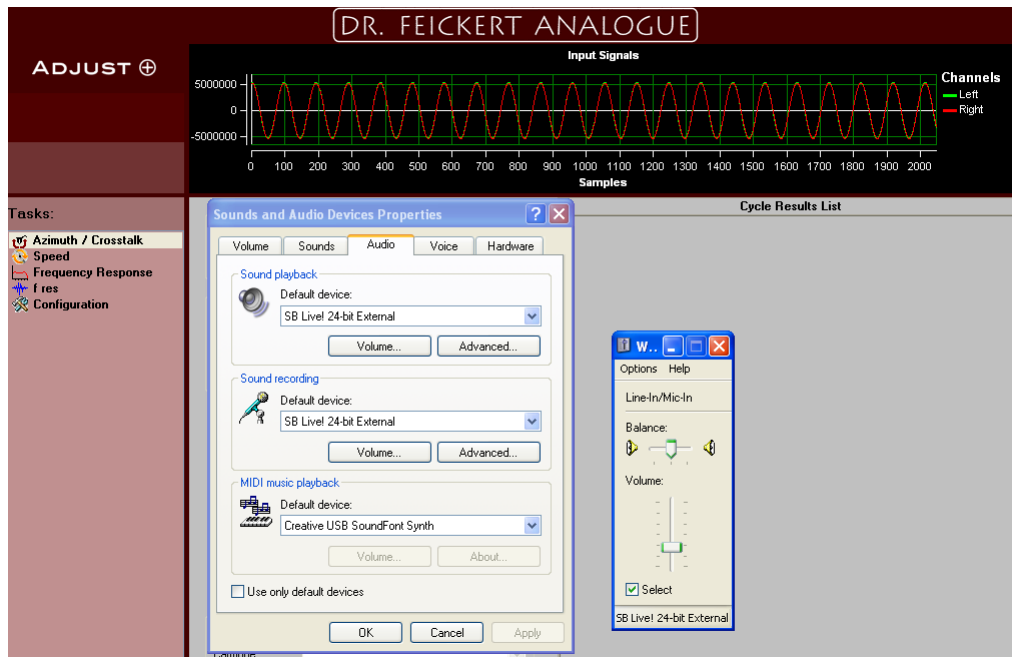 DR. FEICKERT ANALOGUE
ADJUST
Input Signals
5000000
0
-5000000
Channels
Left
Right
0 100 200 300 400 500 600 700 800 900 1000 1100 1200 1300 1400 1500 1600 1700 1800 1900 2000
Samples
Tasks:
Azimuth / Crosstalk
Speed
Frequency Response
f res
Configuration
Cycle Results List
Sounds and Audio Devices Properties
Volume Sounds Audio Voice Hardware
Sound playback
Default device:
SB Live! 24-bit External
Volume... Advanced...
Sound recording
Default device:
SB Live! 24-bit External
Volume... Advanced...
MIDI music playback
Default device:
Creative USB SoundFont Synth
Volume... About...
Use only default devices
OK Cancel Apply
W..
Options Help
Line-In/Mic-In
Balance:
Volume:
Select
SB Live! 24-bit External